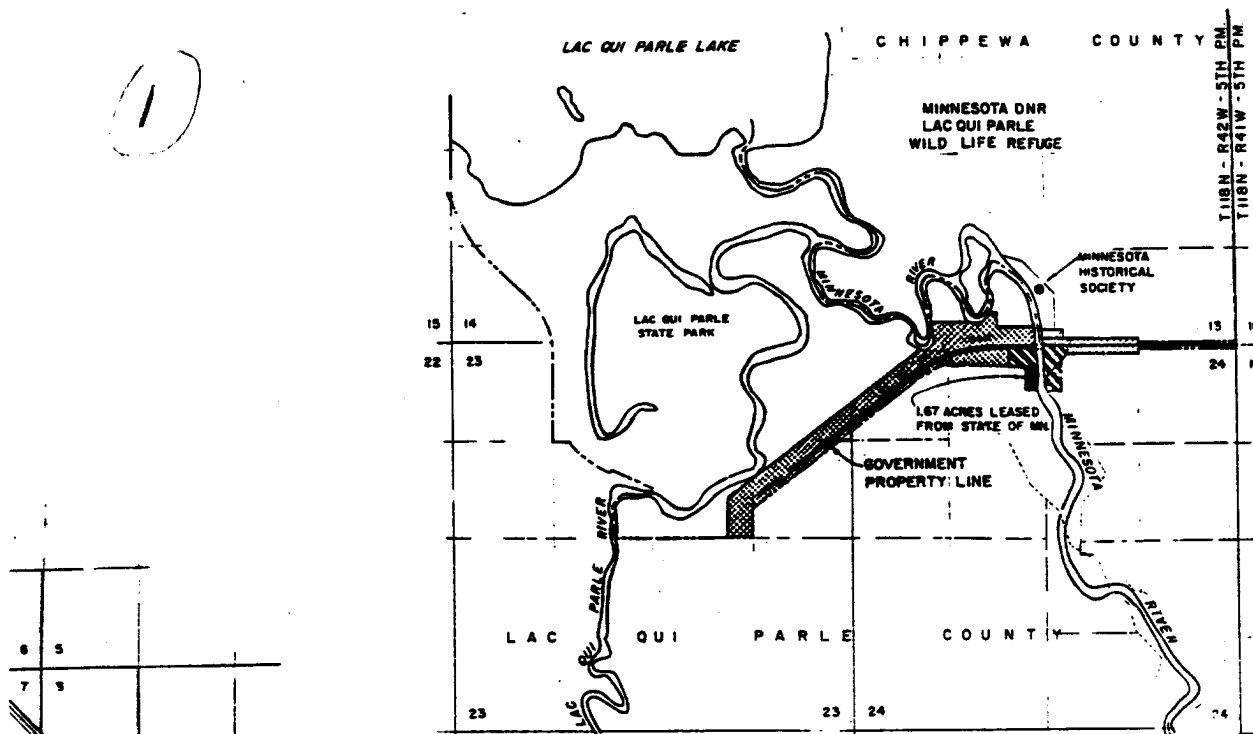 1
LAC QUI PARLE LAKE
CHIPPEWA COUNTY
T118N - R42W - 5TH PM
T118N - R41W - 5TH PM
MINNESOTA DNR
LAC QUI PARLE
WILD LIFE REFUGE
MINNESOTA
HISTORICAL
SOCIETY
RIVER
MINNESOTA
LAC QUI PARLE
STATE PARK
15 14
22 23
13
24
1.67 ACRES LEASED
FROM STATE OF MN.
GOVERNMENT
PROPERTY LINE
MINNESOTA
RIVER
LAC QUI PARLE RIVER
LAC QUI PARLE COUNTY
6 5
7
23
23 24
24